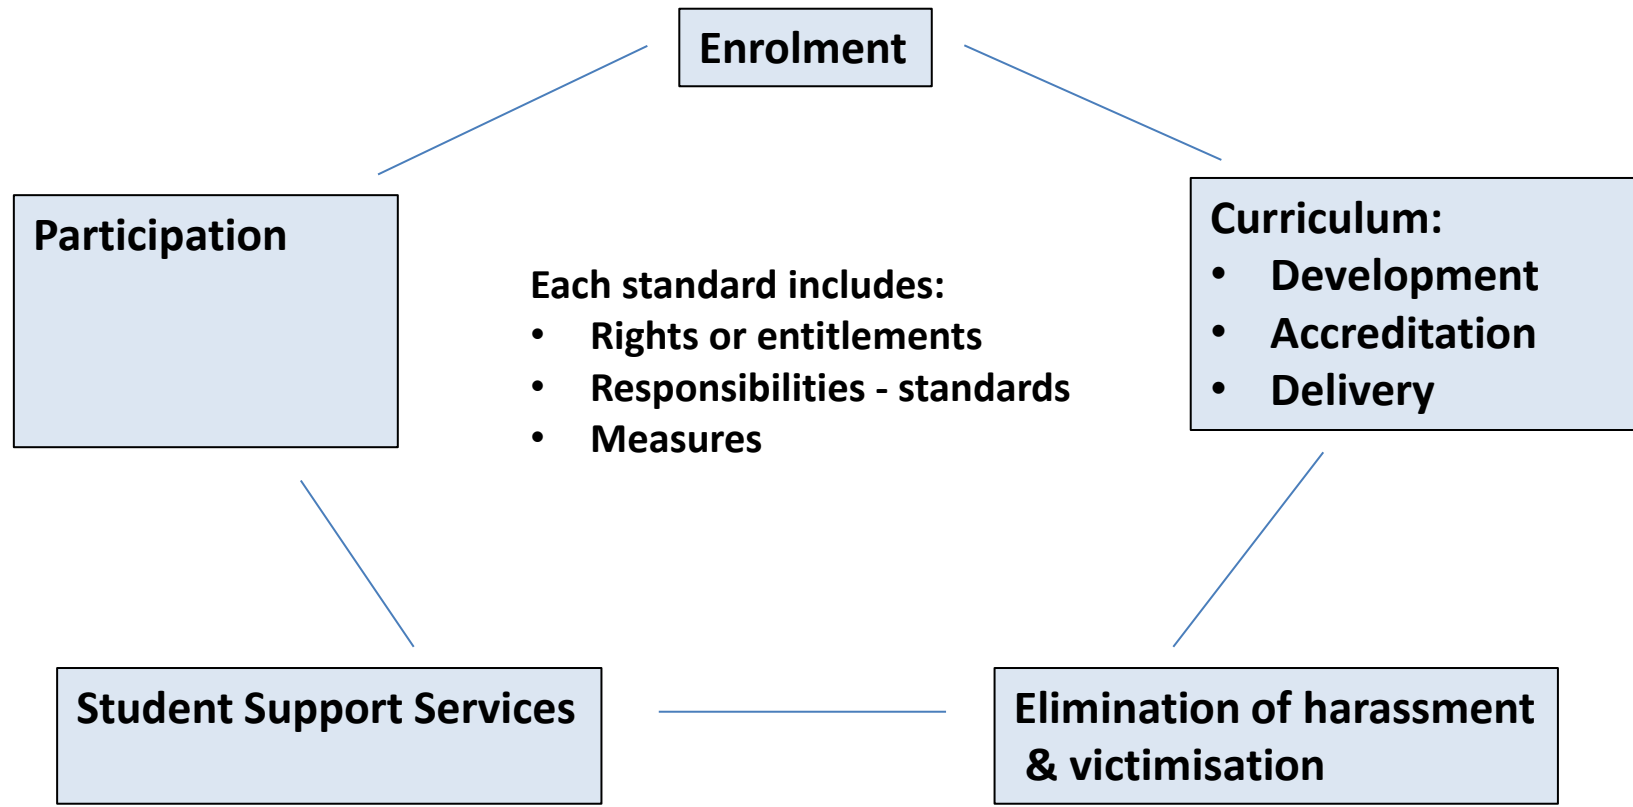 Enrolment
Participation
Curriculum:
• Development
• Accreditation
• Delivery
Each standard includes:
• Rights or entitlements
• Responsibilities - standards
• Measures
Student Support Services
Elimination of harassment
& victimisation